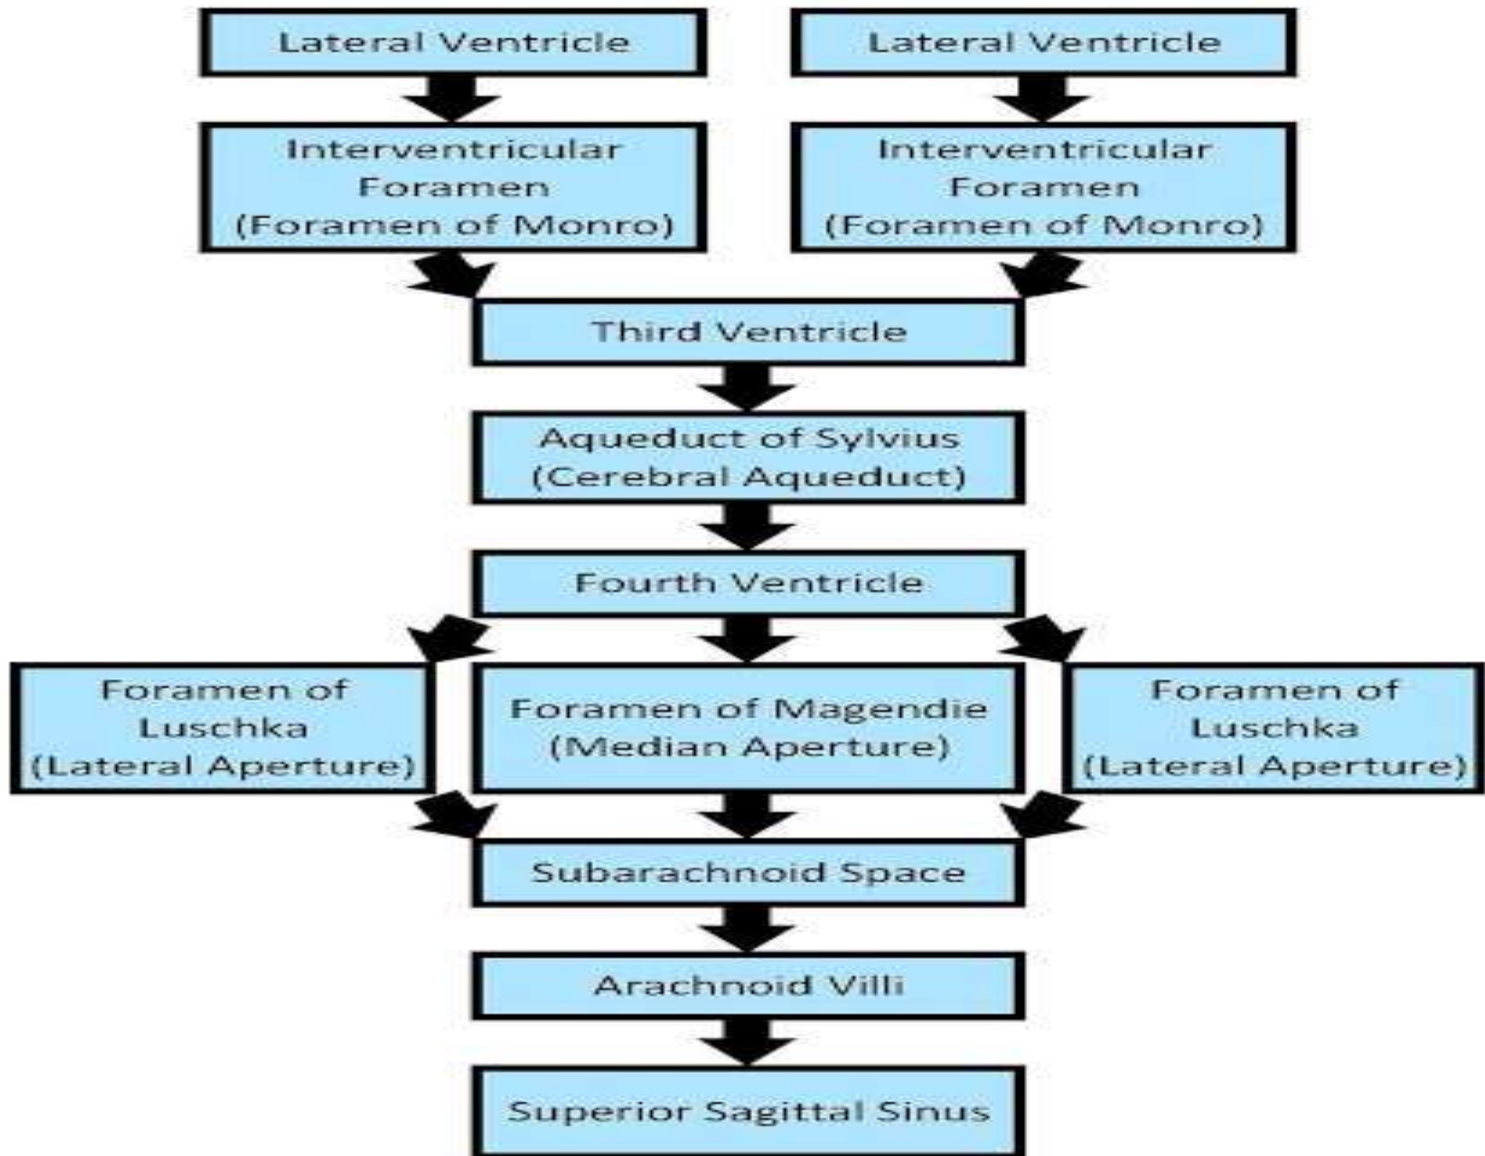 Lateral Ventricle
Lateral Ventricle
Interventricular
Foramen
(Foramen of Monro)
Interventricular
Foramen
(Foramen of Monro)
Third Ventricle
Aqueduct of Sylvius
(Cerebral Aqueduct)
Fourth Ventricle
Foramen of
Luschka
(Lateral Aperture)
Foramen of Magendie
(Median Aperture)
Foramen of
Luschka
(Lateral Aperture)
Subarachnoid Space
Arachnoid Villi
Superior Sagittal Sinus